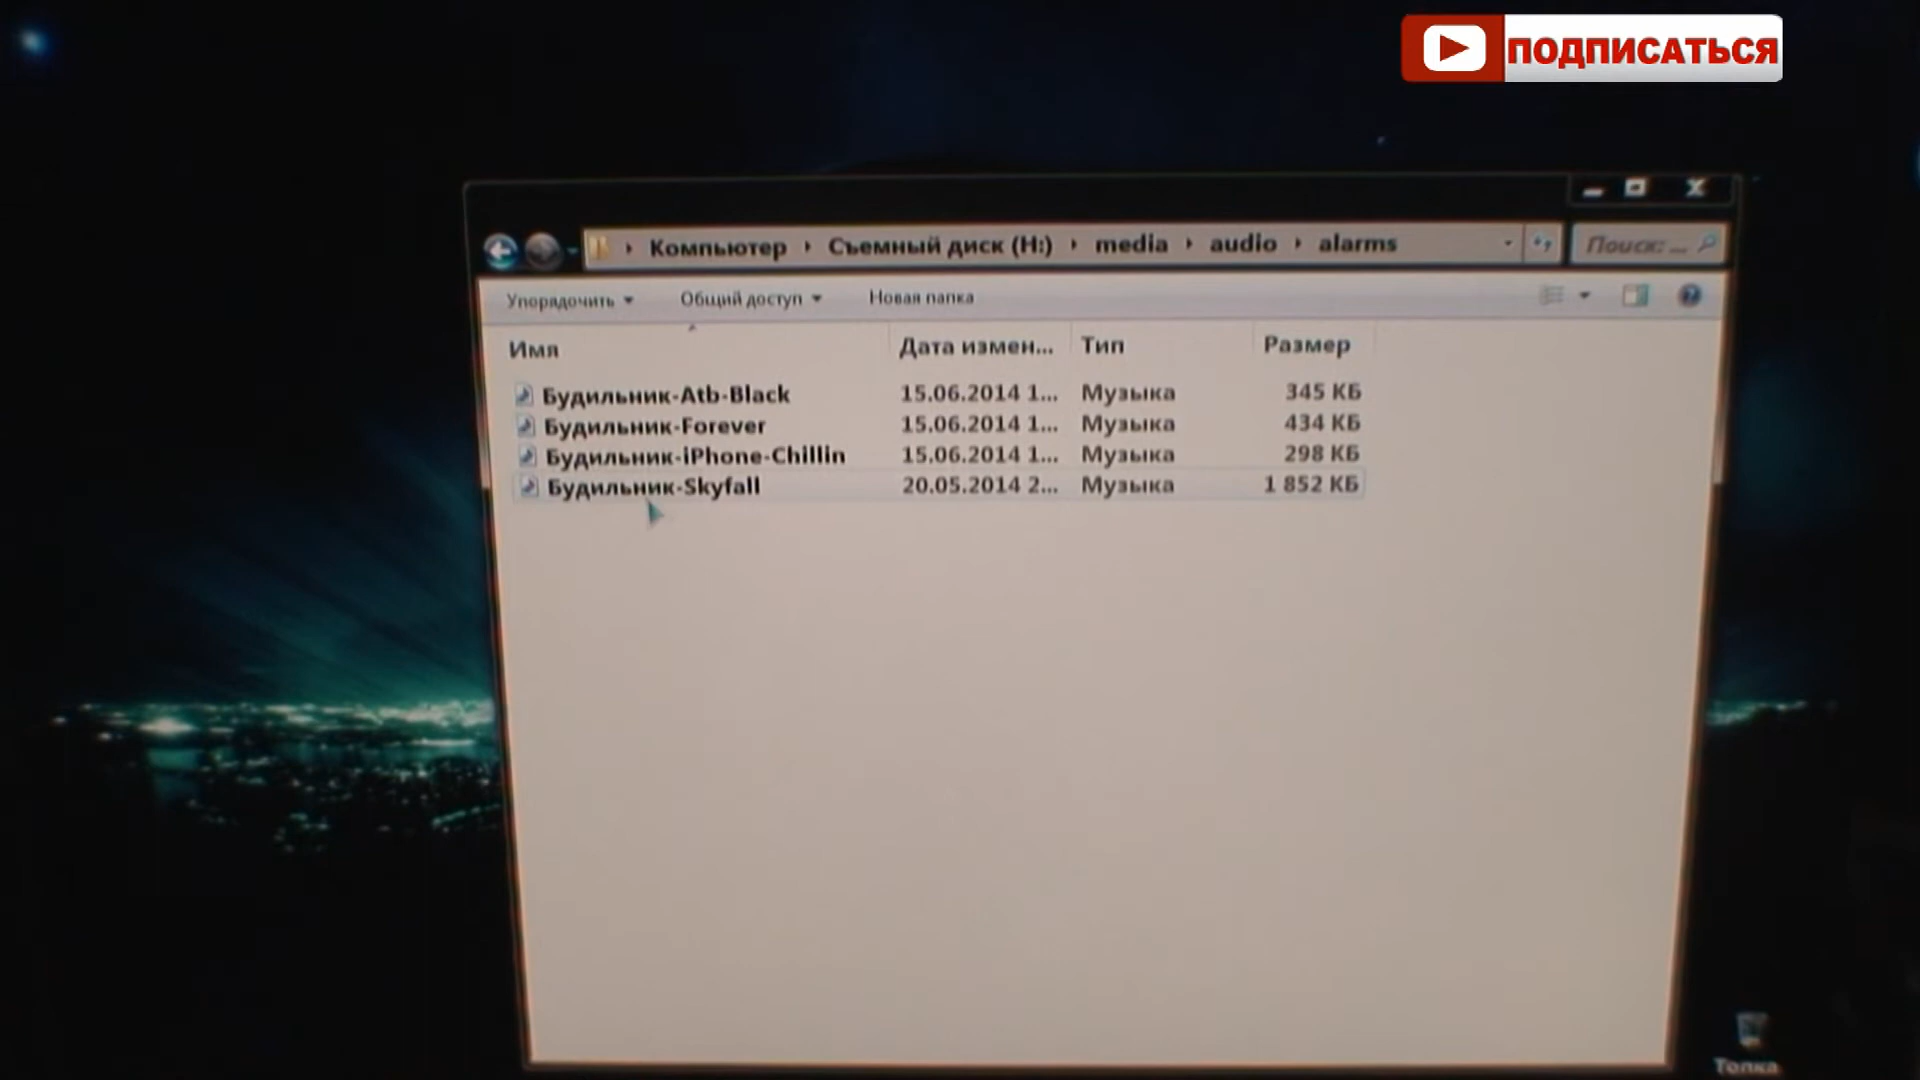 ПОДПИСАТЬСЯ
Компьютер Съемный диск (H:) media audio alarms Поиск: ...
Упорядочить Общий доступ Новая папка
Имя Дата измен... Тип Размер
Будильник-Atb-Black 15.06.2014 1... Музыка 345 КБ
Будильник-Forever 15.06.2014 1... Музыка 434 КБ
Будильник-iPhone-Chillin 15.06.2014 1... Музыка 298 КБ
Будильник-Skyfall 20.05.2014 2... Музыка 1 852 КБ
Топка